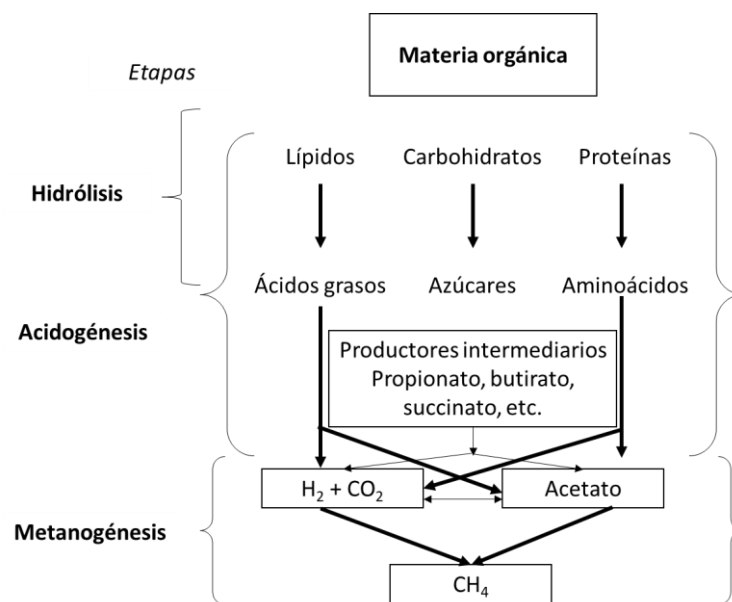 Materia orgánica
Etapas
Lípidos Carbohidratos Proteínas
Hidrólisis
Ácidos grasos Azúcares Aminoácidos
Acidogénesis
Productores intermediarios
Propionato, butirato,
succinato, etc.
H₂ + CO₂ Acetato
Metanogénesis
CH₄